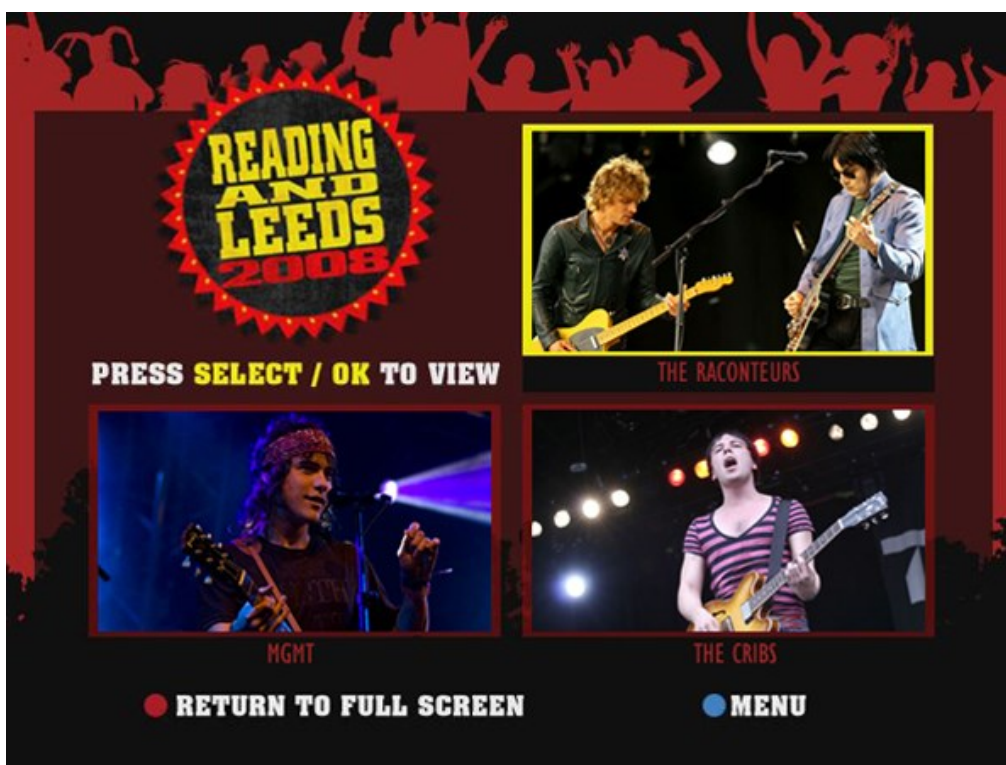 READING
AND
LEEDS
2008
PRESS SELECT / OK TO VIEW
THE RACONTEURS
MGMT
THE CRIBS
RETURN TO FULL SCREEN
MENU